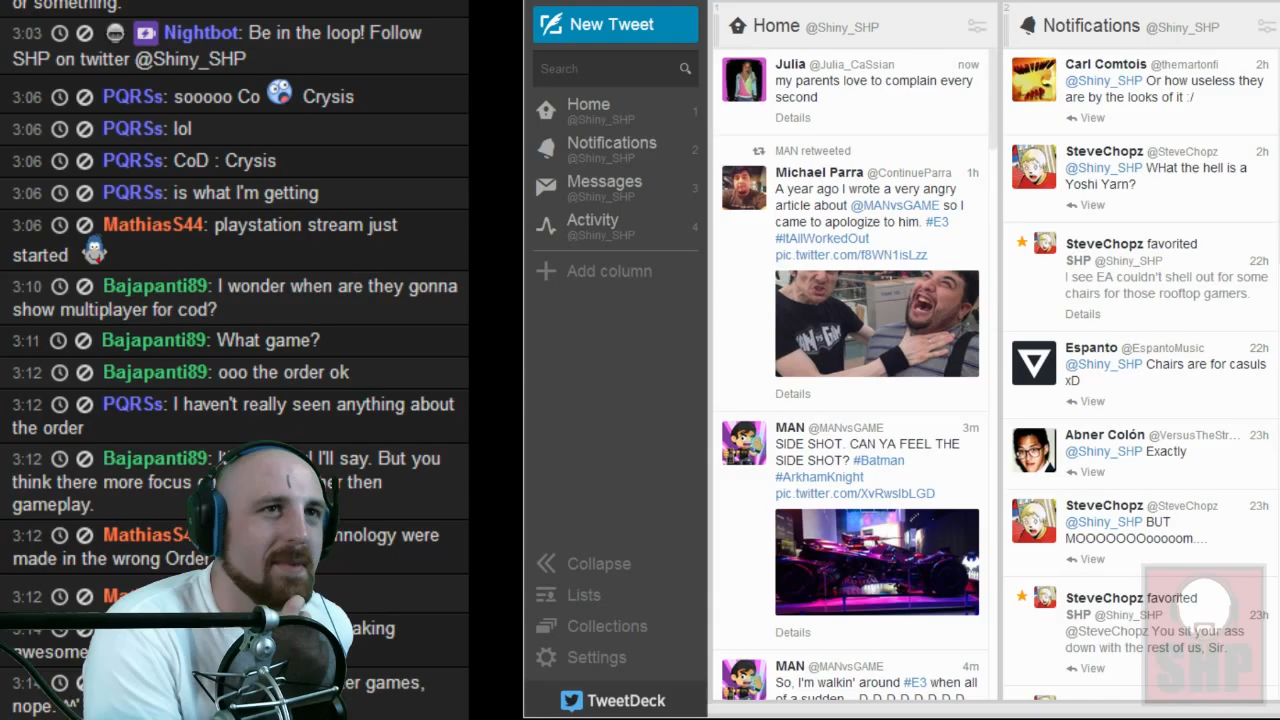 or something.
3:03 Nightbot: Be in the loop! Follow
SHP on twitter @Shiny_SHP
3:06 PQRSs: sooooo Co Crysis
3:06 PQRSs: lol
3:06 PQRSs: CoD : Crysis
3:06 PQRSs: is what I'm getting
3:06 MathiasS44: playstation stream just
started
3:10 Bajapanti89: I wonder when are they gonna
show multiplayer for cod?
3:11 Bajapanti89: What game?
3:12 Bajapanti89: ooo the order ok
3:12 PQRSs: I haven't really seen anything about
the order
3:12 Bajapanti89: I'll say. But you
think there more focus then
gameplay.
3:12 nology were
made in the wrong Order
3:12
aking
awesome
games,
nope.
New Tweet
Search
Home 1
@Shiny_SHP
Notifications 2
@Shiny_SHP
Messages 3
@Shiny_SHP
Activity 4
@Shiny_SHP
Add column
Collapse
Lists
Collections
Settings
TweetDeck
1
Home @Shiny_SHP
Julia @Julia_CaSsian now
my parents love to complain every
second
Details
MAN retweeted
Michael Parra @ContinueParra 1h
A year ago I wrote a very angry
article about @MANvsGAME so I
came to apologize to him. #E3
#ItAllWorkedOut
pic.twitter.com/f8WN1isLzz
Details
MAN @MANvsGAME 3m
SIDE SHOT. CAN YA FEEL THE
SIDE SHOT? #Batman
#ArkhamKnight
pic.twitter.com/XvRwslbLGD
Details
MAN @MANvsGAME 4m
So, I'm walkin' around #E3 when all
of a sudden... D-D-D-D-D-D-D
2
Notifications @Shiny_SHP
Carl Comtois @themartonfi 2h
@Shiny_SHP Or how useless they
are by the looks of it :/
View
SteveChopz @SteveChopz 2h
@Shiny_SHP WHat the hell is a
Yoshi Yarn?
View
SteveChopz favorited
SHP @Shiny_SHP 22h
I see EA couldn't shell out for some
chairs for those rooftop gamers.
Details
Espanto @EspantoMusic 22h
@Shiny_SHP Chairs are for casuls
xD
View
Abner Colón @VersusTheStr... 23h
@Shiny_SHP Exactly
View
SteveChopz @SteveChopz 23h
@Shiny_SHP BUT
MOOOOOOOooooom....
View
SteveChopz favorited
SHP @Shiny_SHP 23h
@SteveChopz You sit your ass
down with the rest of us, Sir.
View
SHP